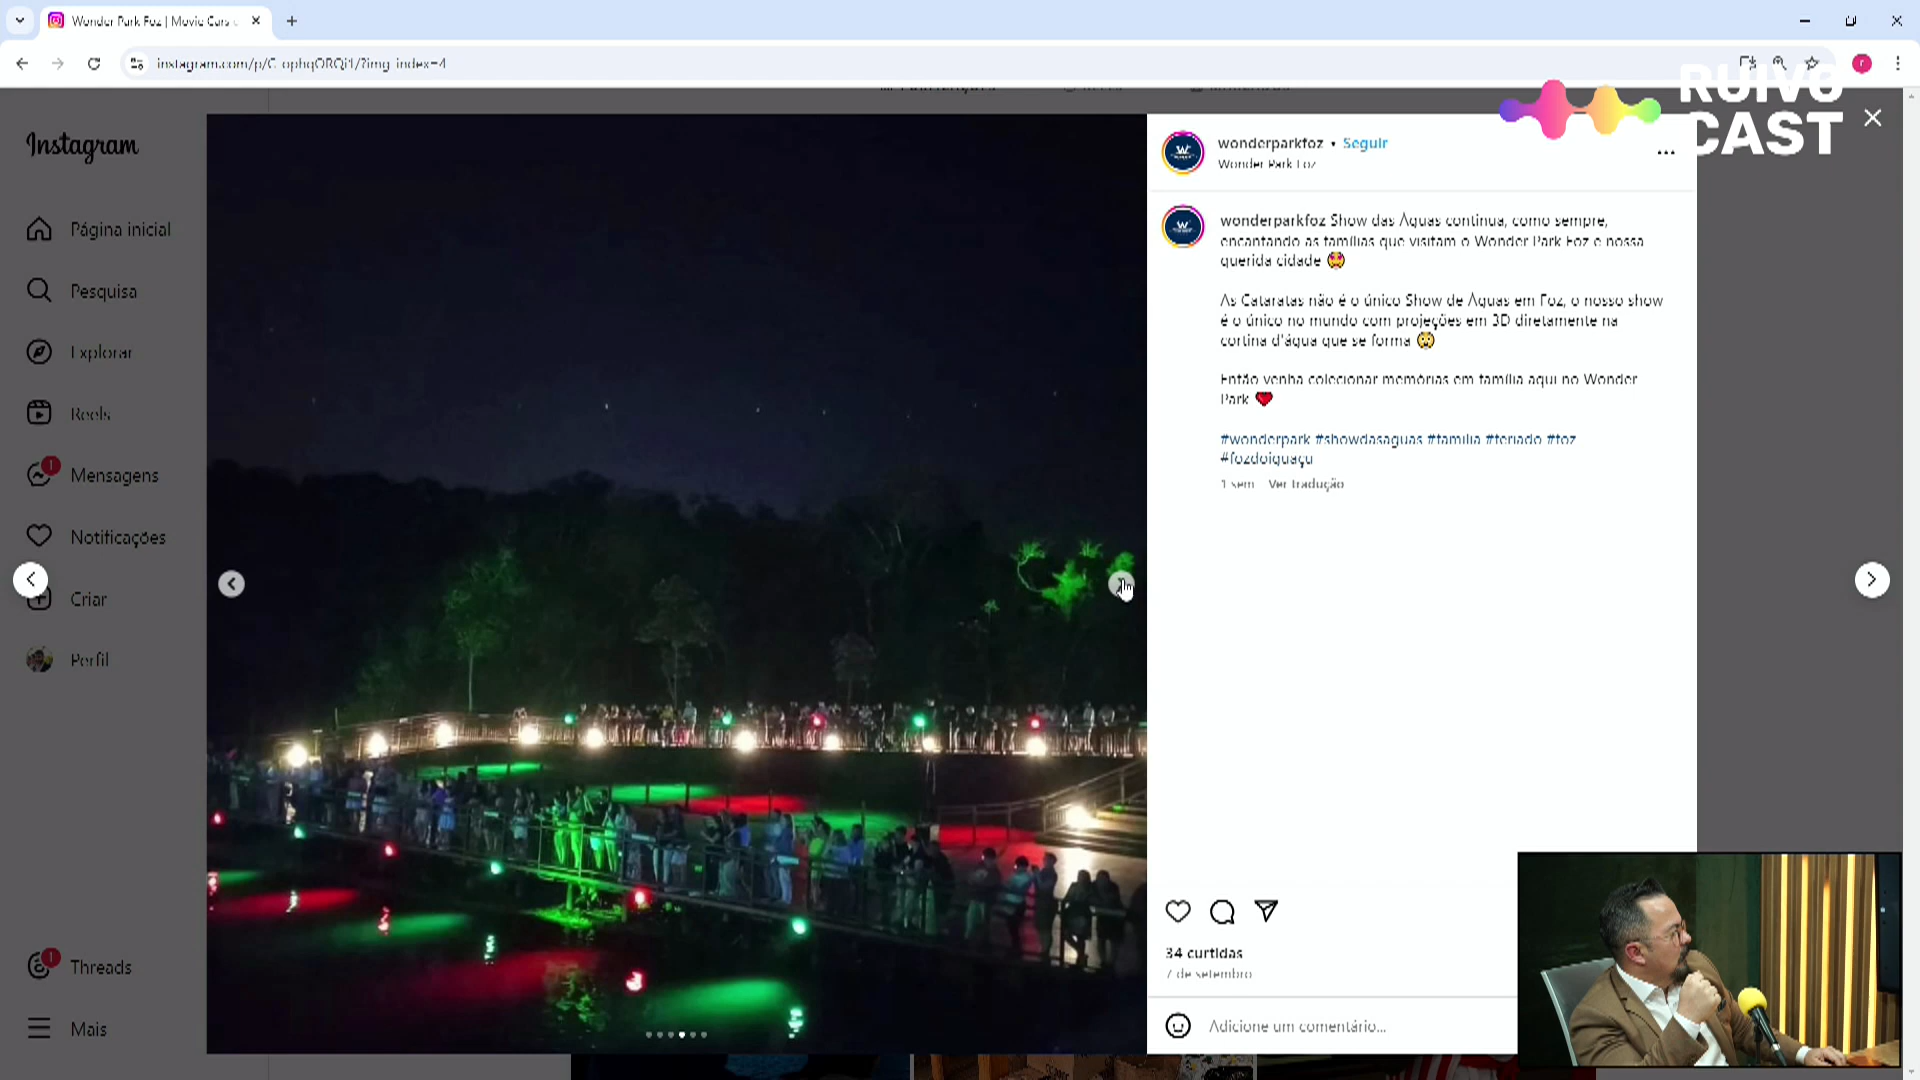 Wonder Park Foz | Movie Cars
instagram.com/p/C_ophqORQi1/?img_index=4
RUIVO
CAST
Instagram
Página inicial
Pesquisa
Explorar
Reels
1
Mensagens
Notificações
Criar
Perfil
1
Threads
Mais
wonderparkfoz • Seguir
Wonder Park Foz
wonderparkfoz Show das Águas continua, como sempre,
encantando as famílias que visitam o Wonder Park Foz e nossa
querida cidade
As Cataratas não é o único Show de Águas em Foz, o nosso show
é o único no mundo com projeções em 3D diretamente na
cortina d'água que se forma
Então venha colecionar memórias em família aqui no Wonder
Park
#wonderpark #showdasaguas #familia #feriado #foz
#fozdoiguaçu
1 sem Ver tradução
34 curtidas
7 de setembro
Adicione um comentário...